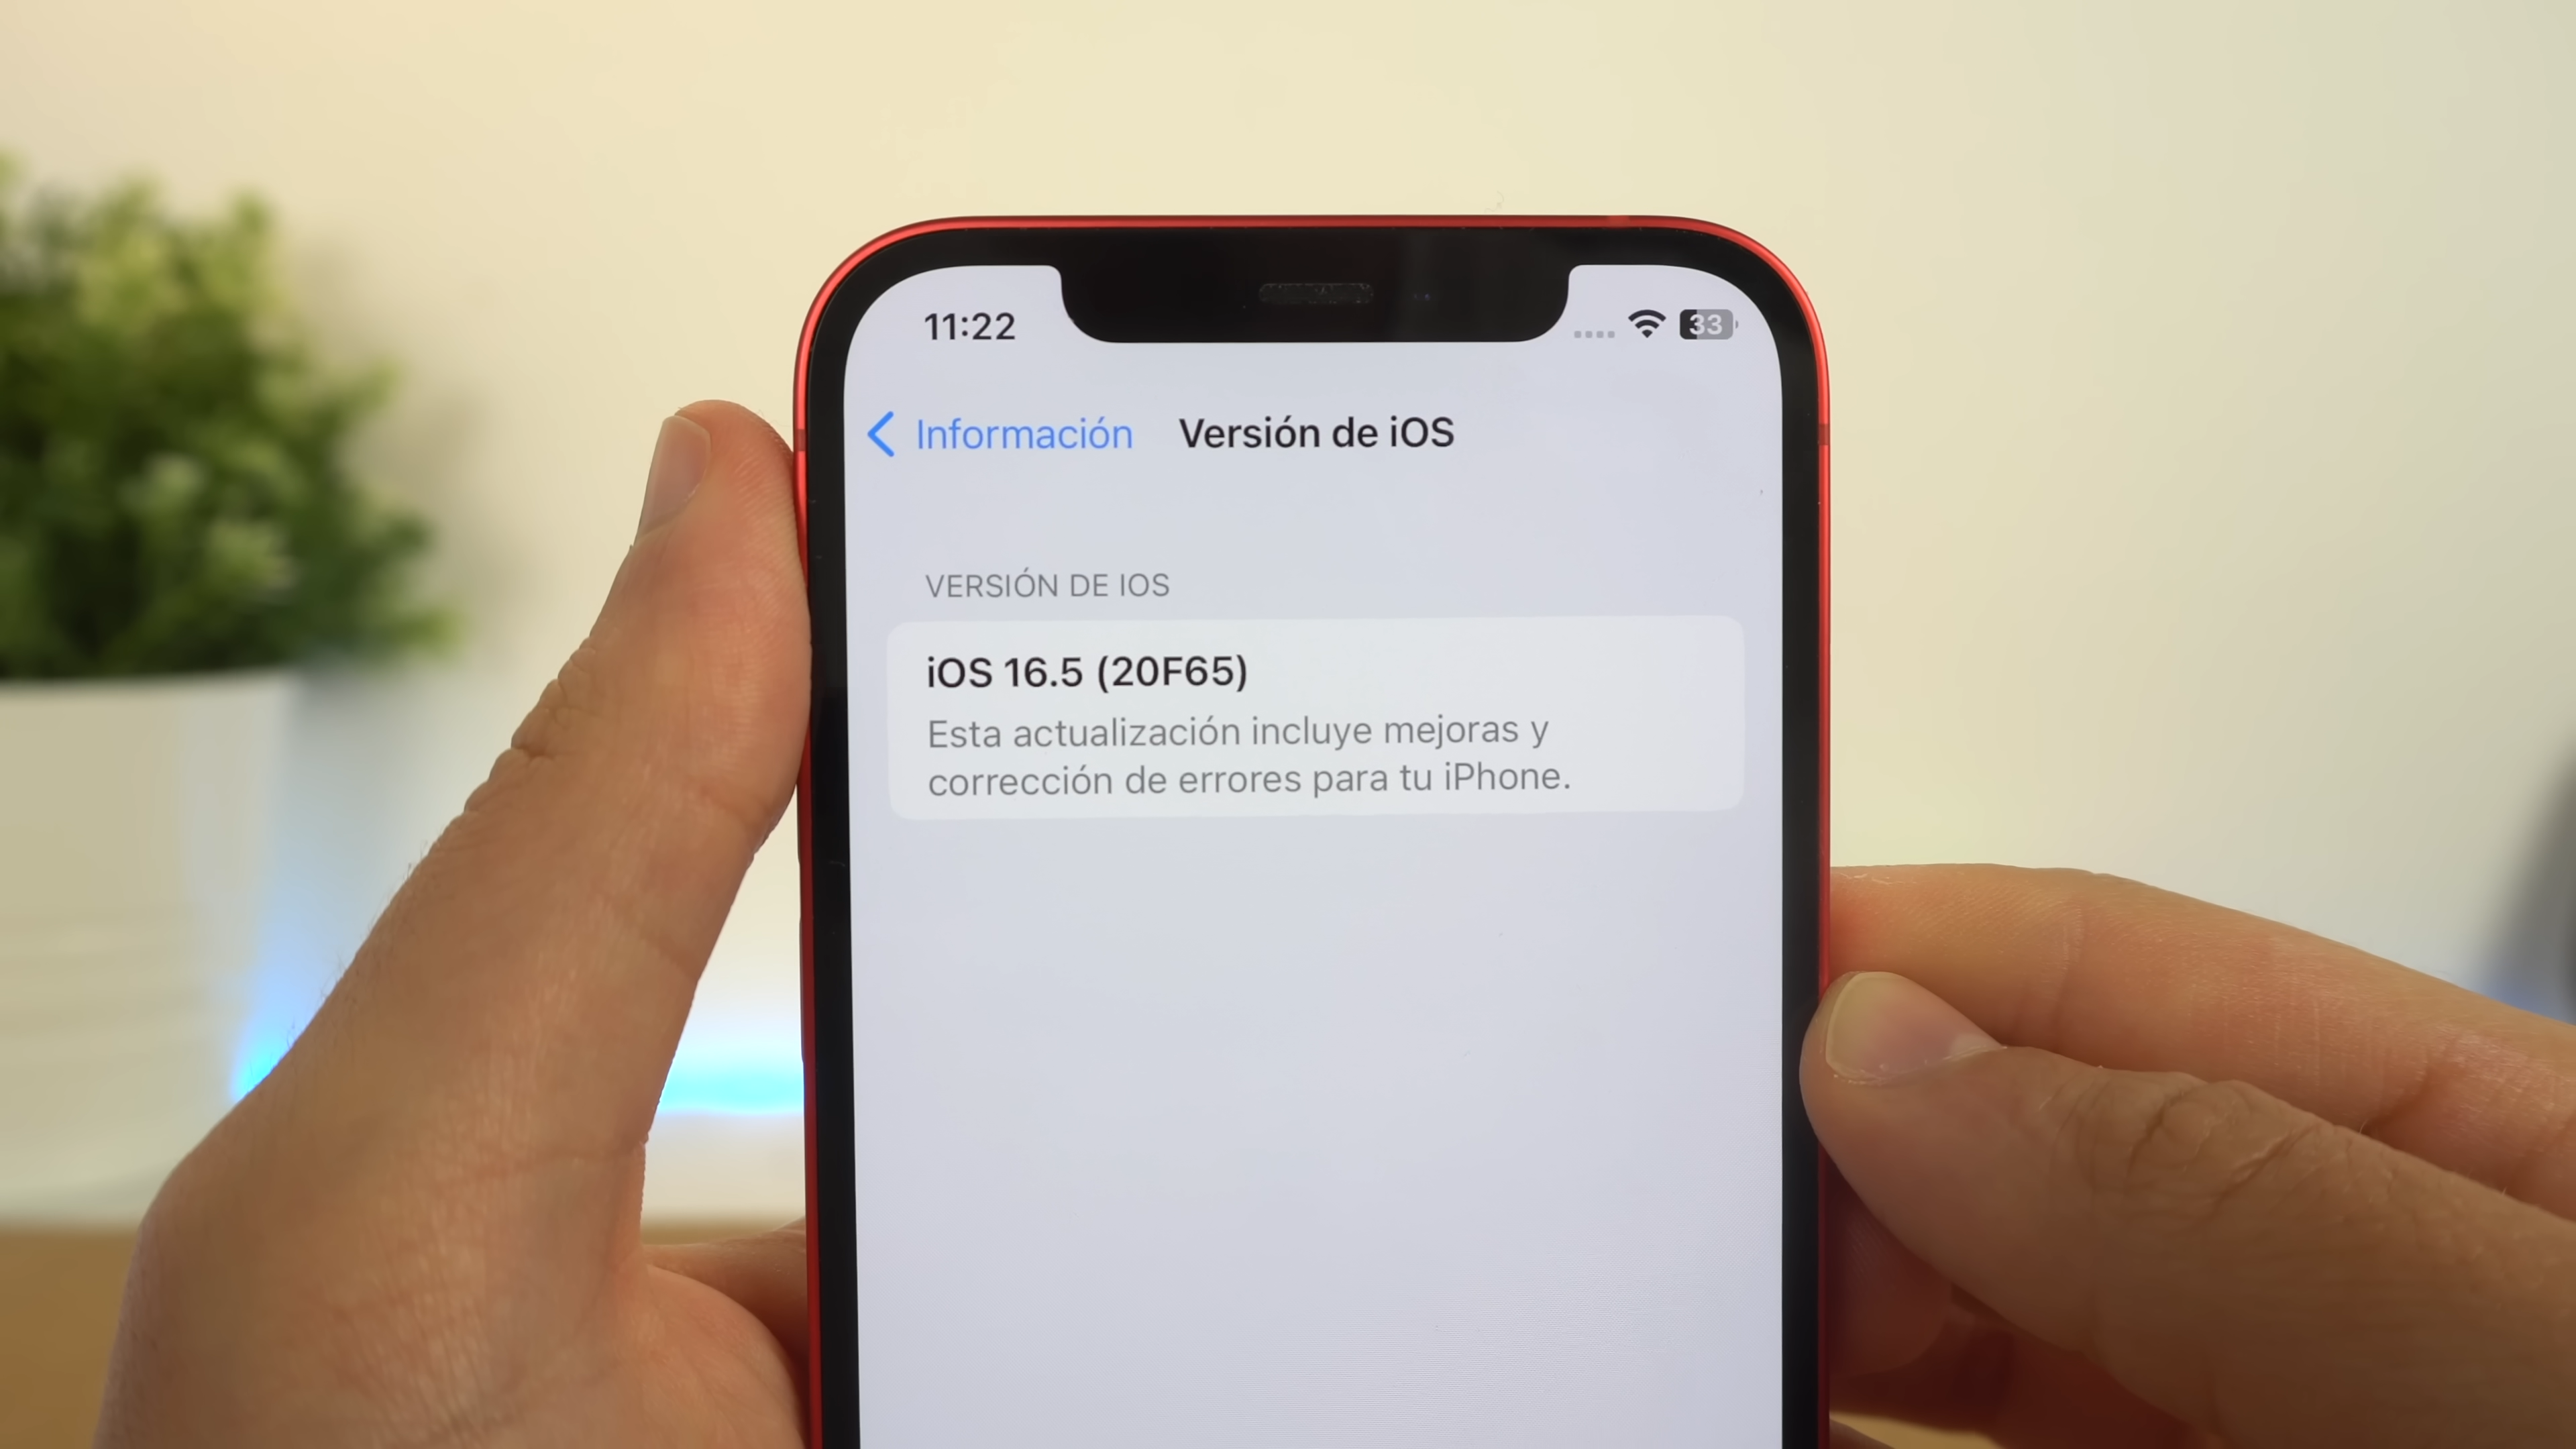 11:22
33
Información
Versión de iOS
VERSIÓN DE IOS
iOS 16.5 (20F65)
Esta actualización incluye mejoras y
corrección de errores para tu iPhone.